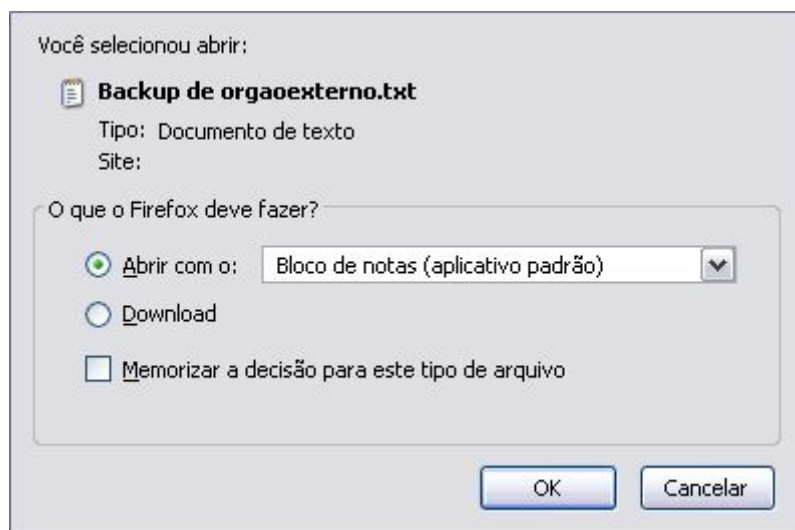 Você selecionou abrir:
Backup de orgaoexterno.txt
Tipo: Documento de texto
Site:
O que o Firefox deve fazer?
Abrir com o: Bloco de notas (aplicativo padrão)
Download
Memorizar a decisão para este tipo de arquivo
OK Cancelar